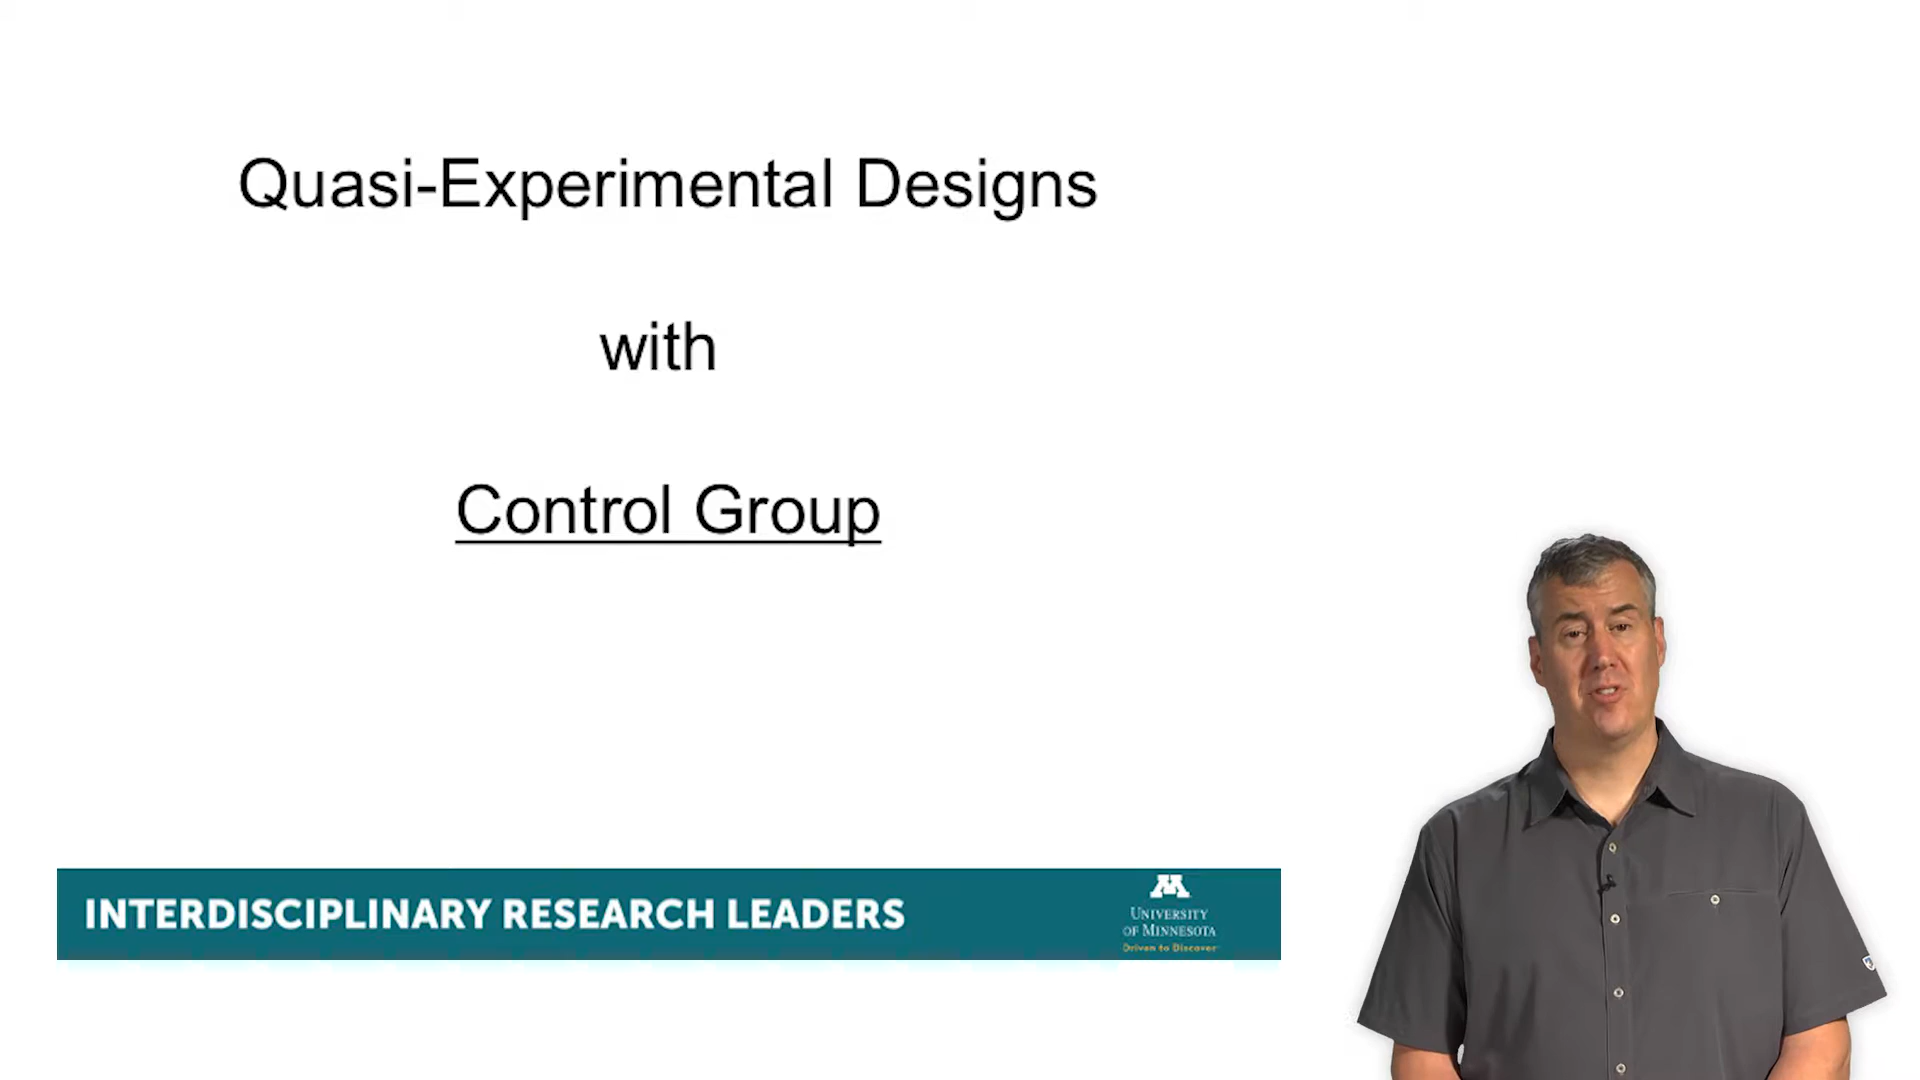 Quasi-Experimental Designs
with
Control Group
INTERDISCIPLINARY RESEARCH LEADERS
UNIVERSITY
OF MINNESOTA
Driven to Discover